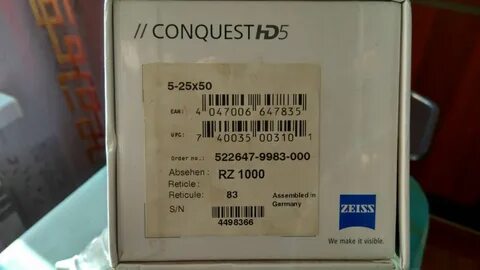 // CONQUEST HD5
5-25x50
EAN: 4 047006 647835
UPC: 7 40035 00310 1
Order no.: 522647-9983-000
Absehen: RZ 1000
Reticle:
Reticule: 83 Assembled in
Germany
S/N 4498366
ZEISS
We make it visible.